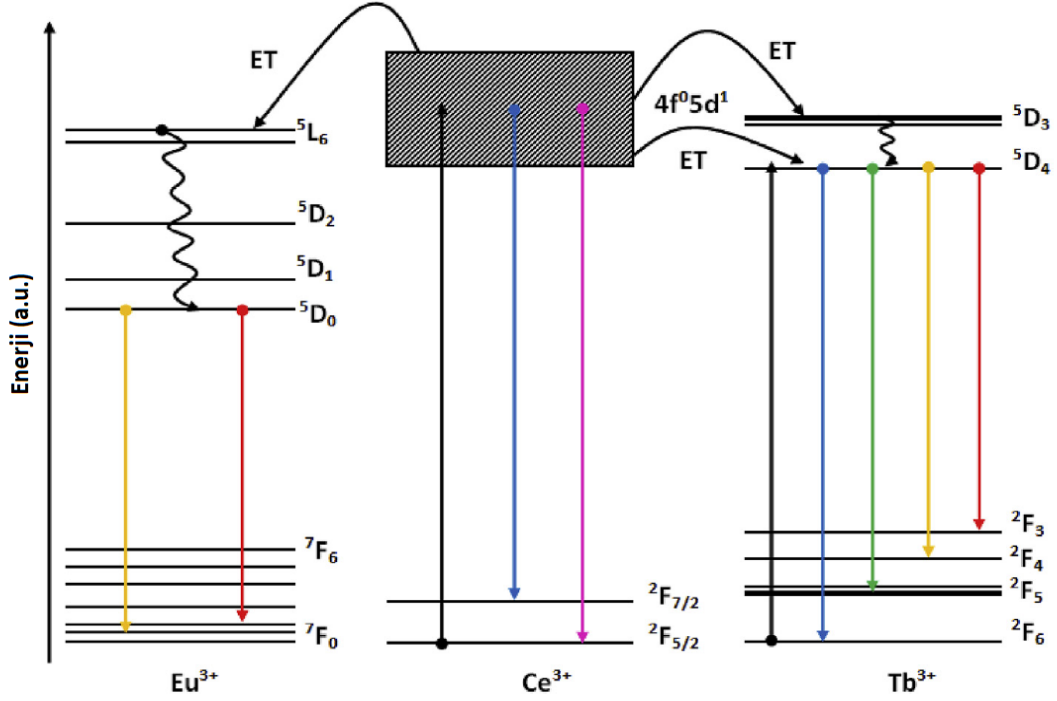 Enerji (a.u.)
ET
⁵L₆
⁵D₂
⁵D₁
⁵D₀
⁷F₆
⁷F₀
Eu³⁺
4f⁰5d¹
²F₇/₂
²F₅/₂
Ce³⁺
ET
ET
⁵D₃
⁵D₄
²F₃
²F₄
²F₅
²F₆
Tb³⁺